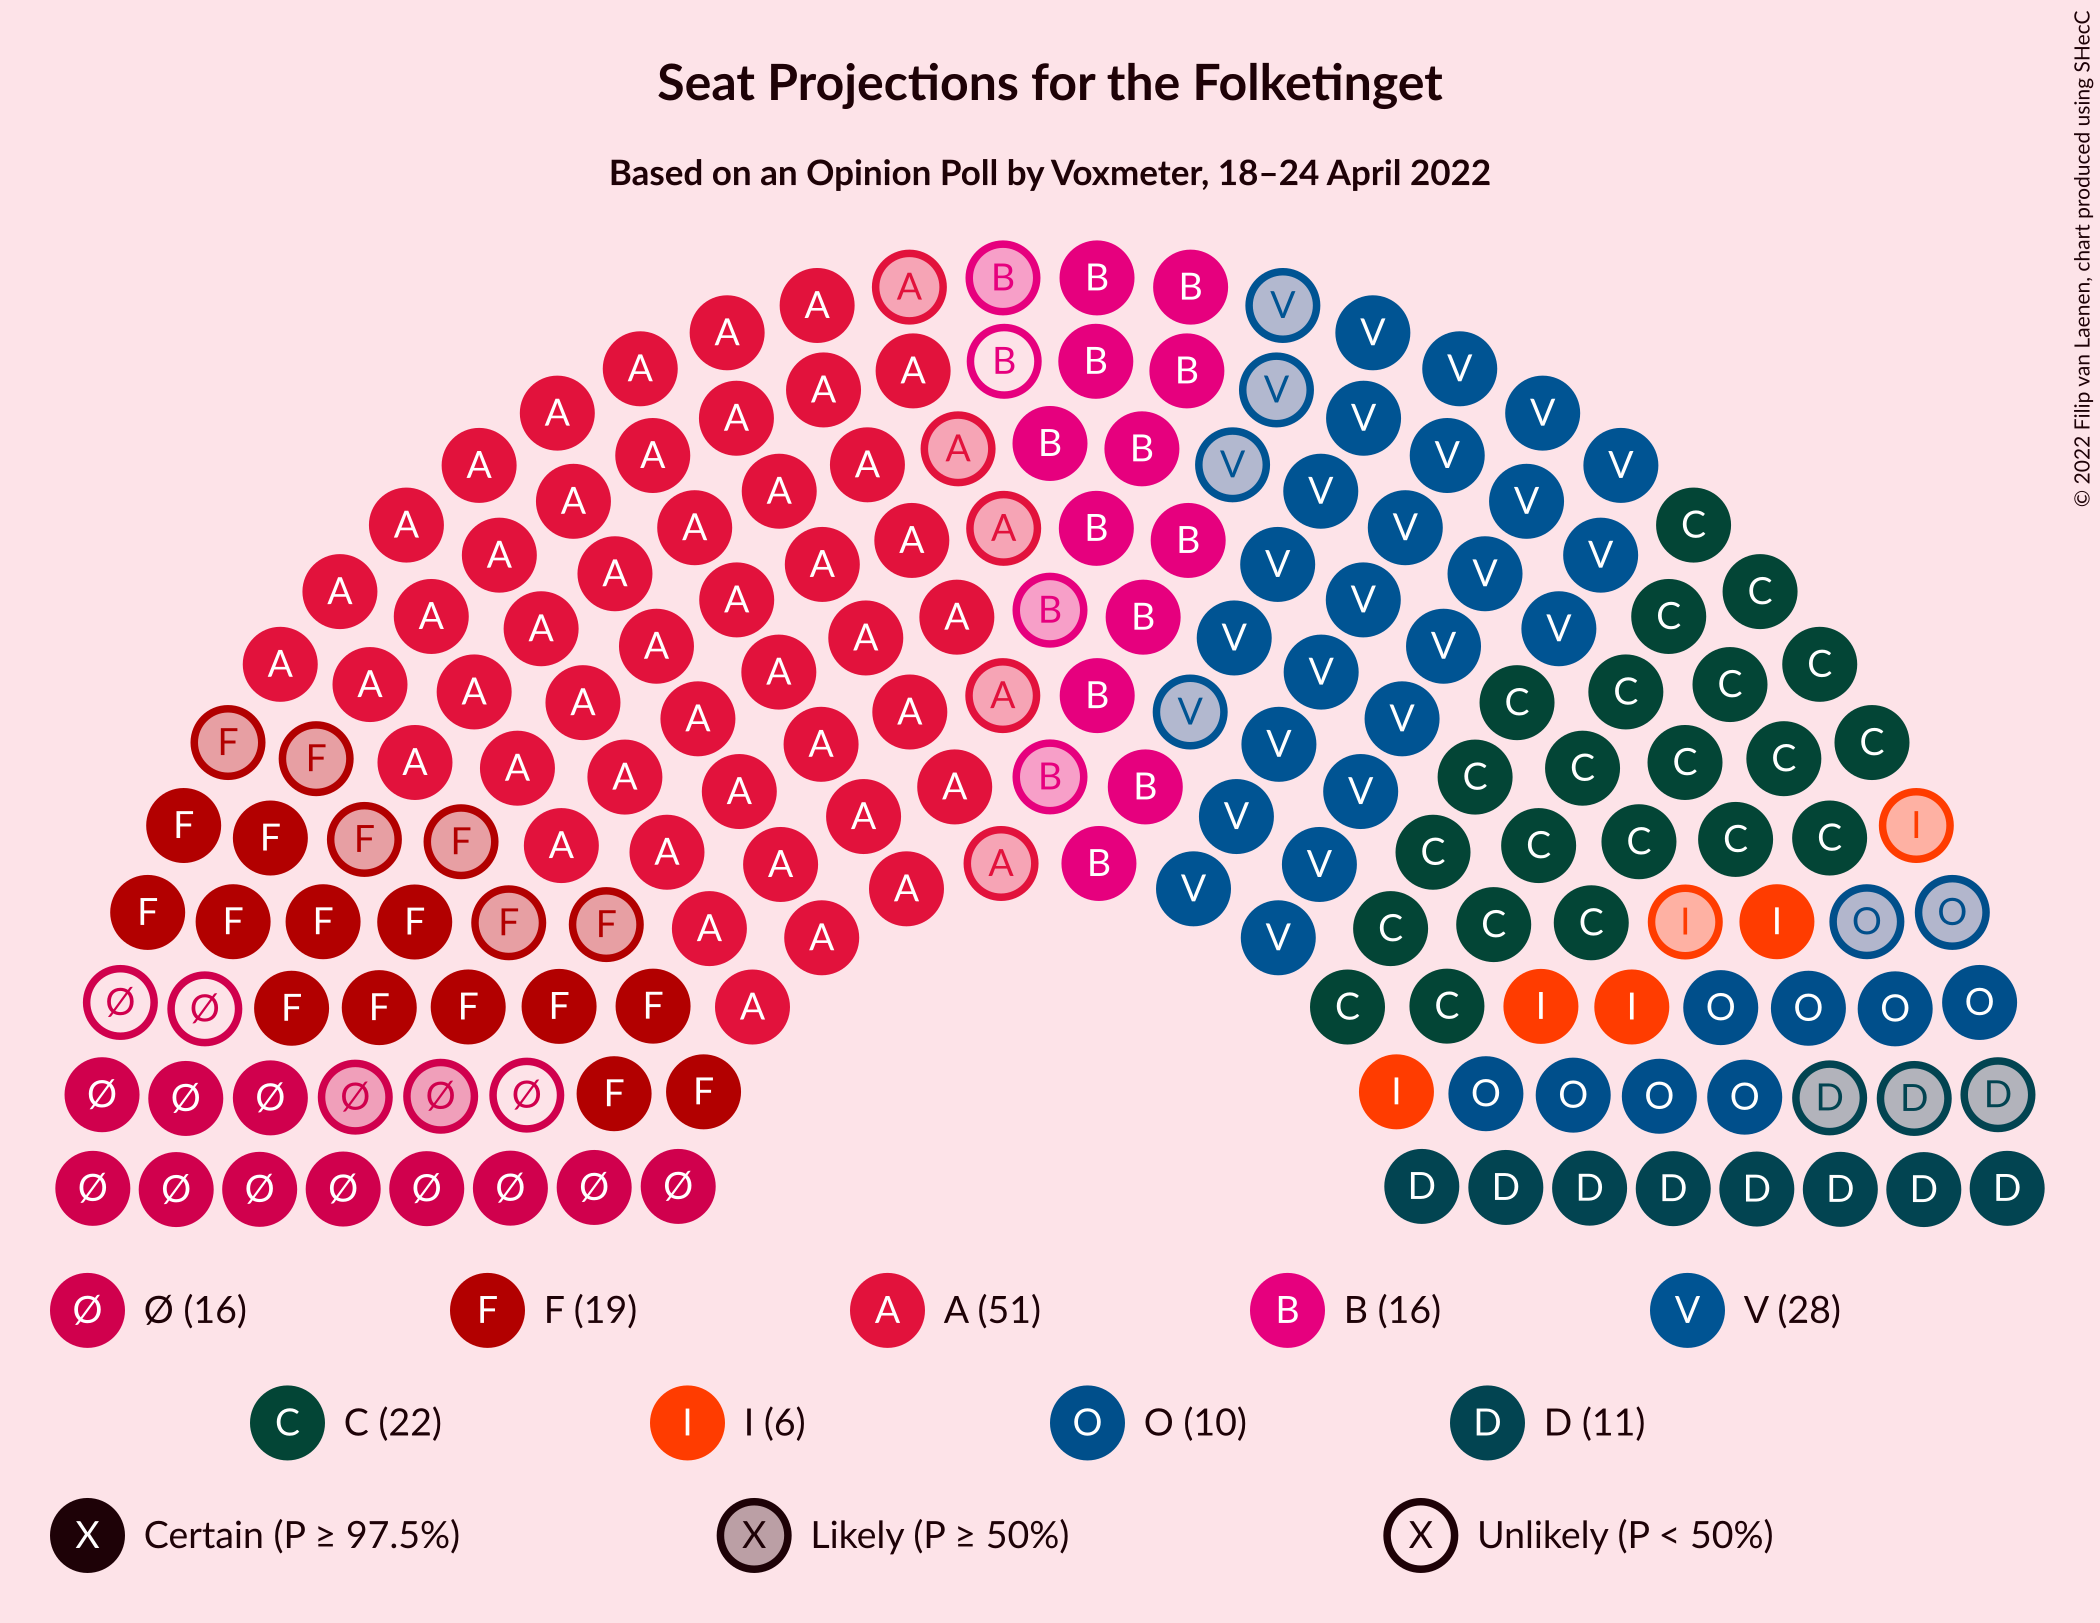 Seat Projections for the Folketinget
Based on an Opinion Poll by Voxmeter, 18–24 April 2022
© 2022 Filip van Laenen, chart produced using SHecC
A B B B V
A A V V
A A A B B B V V V
A A A A A B B V V V V
A A A A A A B B V V V V C
A A A A A A B B V V V V C C
A A A A A A A B V V V C C C C
F F A A A A A A B B V V C C C C C
F F F F A A A A A B V V C C C C C I
F F F F F F A A V C C C I I O O
Ø Ø F F F F F A C C I I O O O O
Ø Ø Ø Ø Ø Ø F F I O O O O D D D
Ø Ø Ø Ø Ø Ø Ø Ø D D D D D D D D
Ø Ø (16) F F (19) A A (51) B B (16) V V (28)
C C (22) I I (6) O O (10) D D (11)
X Certain (P ≥ 97.5%) X Likely (P ≥ 50%) X Unlikely (P < 50%)